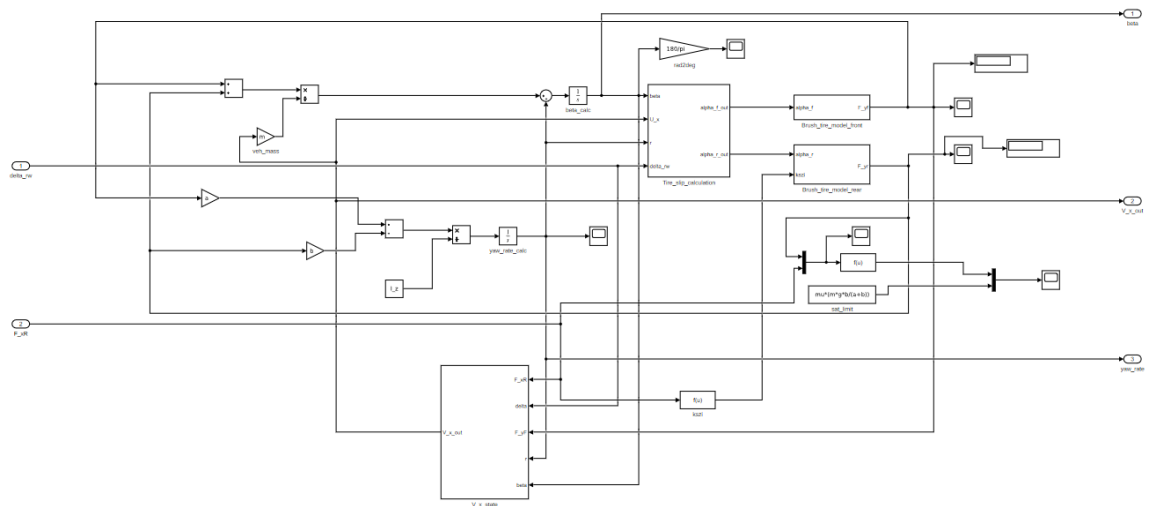 1
beta
180/pi
rad2deg
1
s
beta_calc
beta
U_x
r
delta_rw
alpha_f_out
alpha_r_out
Tire_slip_calculation
alpha_f
F_yf
Brush_tire_model_front
alpha_r
kszi
F_yr
Brush_tire_model_rear
m
veh_mass
1
delta_rw
a
b
1
s
yaw_rate_calc
I_z
2
V_x_out
f(u)
mu*(m*g*b/(a+b))
sat_limit
2
F_xR
3
yaw_rate
F_xR
delta
F_yF
r
beta
V_x_out
V_x_state
f(u)
kszi